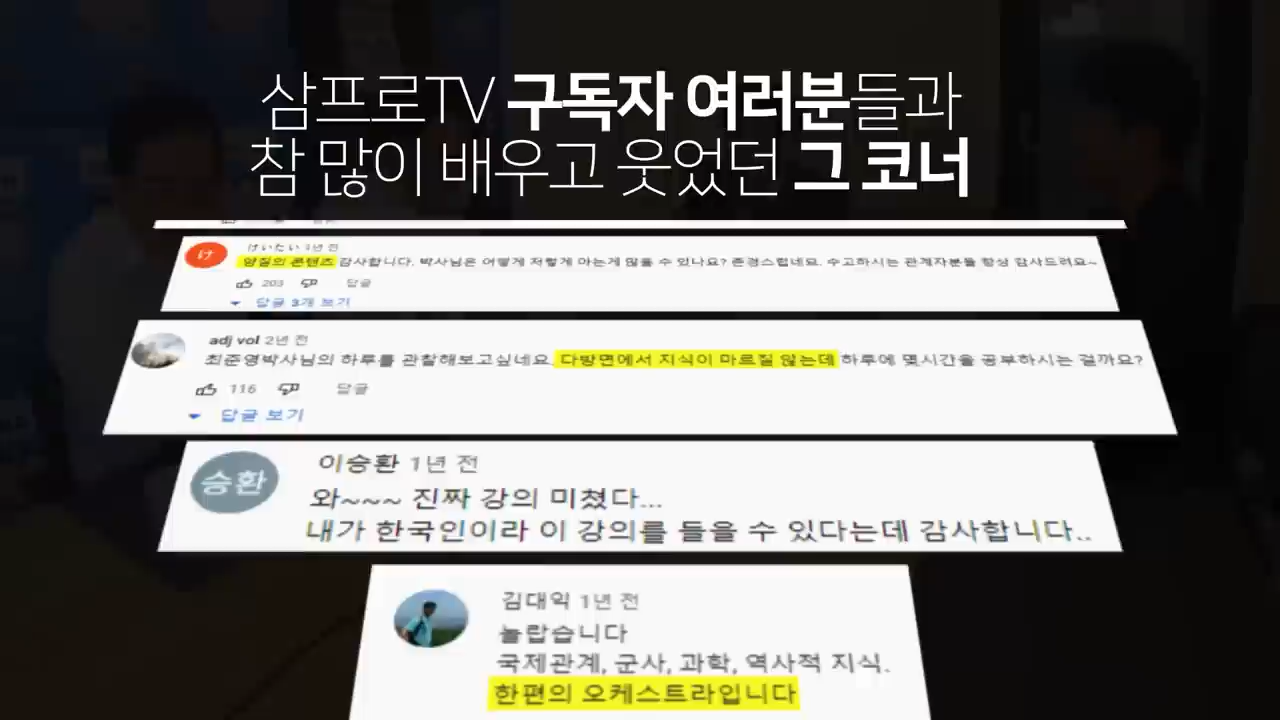 삼프로TV 구독자 여러분들과
참 많이 배우고 웃었던 그 코너
け
けいたい 1년 전
양질의 콘텐츠 감사합니다. 박사님은 어떻게 저렇게 아는게 많을 수 있나요? 존경스럽네요. 수고하시는 관계자분들 항상 감사드려요~
203 답글
답글 3개 보기
adj vol 2년 전
최준영박사님의 하루를 관찰해보고싶네요. 다방면에서 지식이 마르질 않는데 하루에 몇시간을 공부하시는 걸까요?
116 답글
답글 보기
승환
이승환 1년 전
와~~~ 진짜 강의 미쳤다...
내가 한국인이라 이 강의를 들을 수 있다는데 감사합니다..
김대익 1년 전
놀랍습니다
국제관계, 군사, 과학, 역사적 지식.
한편의 오케스트라입니다